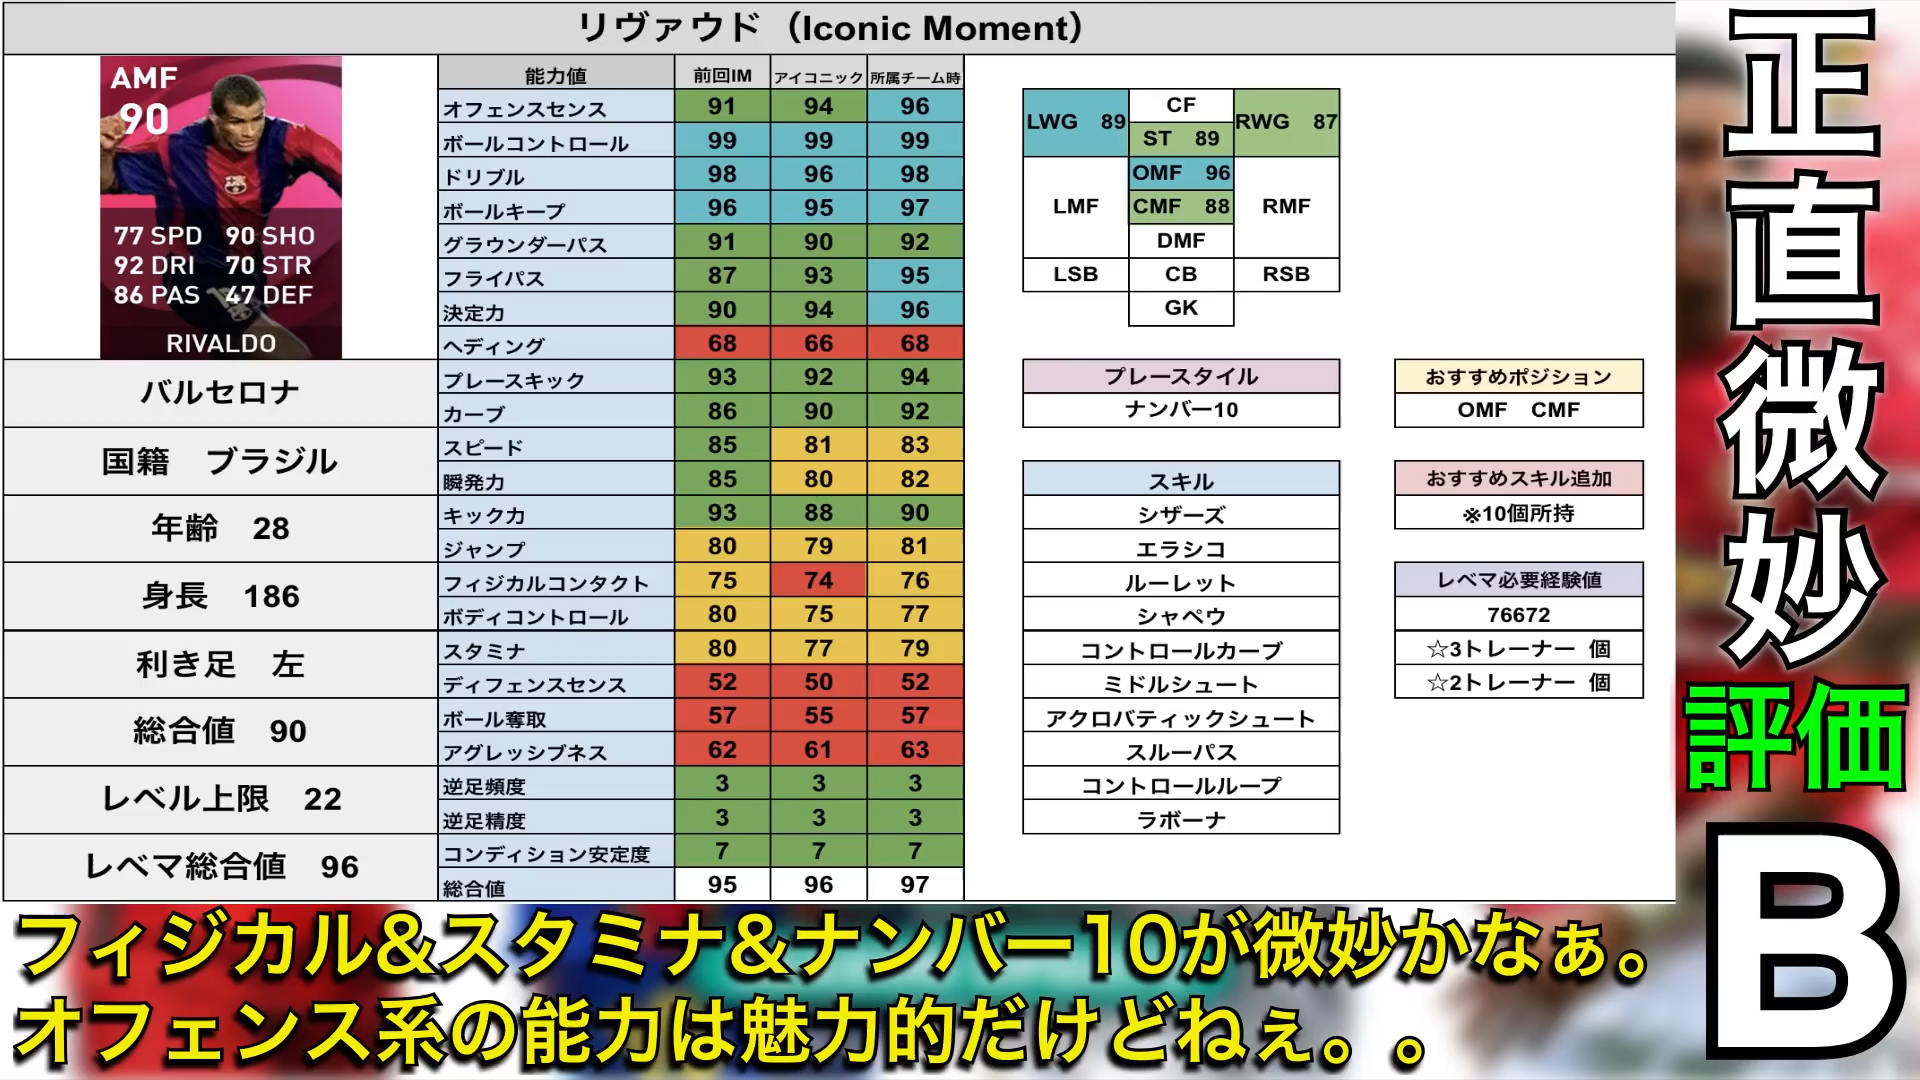 リヴァウド（Iconic Moment）
AMF
90
77 SPD 90 SHO
92 DRI 70 STR
86 PAS 47 DEF
RIVALDO
バルセロナ
国籍 ブラジル
年齢 28
身長 186
利き足 左
総合値 90
レベル上限 22
レベマ総合値 96
能力値 前回IM アイコニック 所属チーム時
オフェンスセンス 91 94 96
ボールコントロール 99 99 99
ドリブル 98 96 98
ボールキープ 96 95 97
グラウンダーパス 91 90 92
フライパス 87 93 95
決定力 90 94 96
ヘディング 68 66 68
プレースキック 93 92 94
カーブ 86 90 92
スピード 85 81 83
瞬発力 85 80 82
キック力 93 88 90
ジャンプ 80 79 81
フィジカルコンタクト 75 74 76
ボディコントロール 80 75 77
スタミナ 80 77 79
ディフェンスセンス 52 50 52
ボール奪取 57 55 57
アグレッシブネス 62 61 63
逆足頻度 3 3 3
逆足精度 3 3 3
コンディション安定度 7 7 7
総合値 95 96 97
CF
LWG 89 ST 89 RWG 87
OMF 96
LMF CMF 88 RMF
DMF
LSB CB RSB
GK
プレースタイル
ナンバー10
おすすめポジション
OMF CMF
スキル
シザーズ
エラシコ
ルーレット
シャペウ
コントロールカーブ
ミドルシュート
アクロバティックシュート
スルーパス
コントロールループ
ラボーナ
おすすめスキル追加
※10個所持
レベマ必要経験値
76672
☆3トレーナー 個
☆2トレーナー 個
正直微妙
評価
B
フィジカル&スタミナ&ナンバー10が微妙かなぁ。
オフェンス系の能力は魅力的だけどねぇ。。